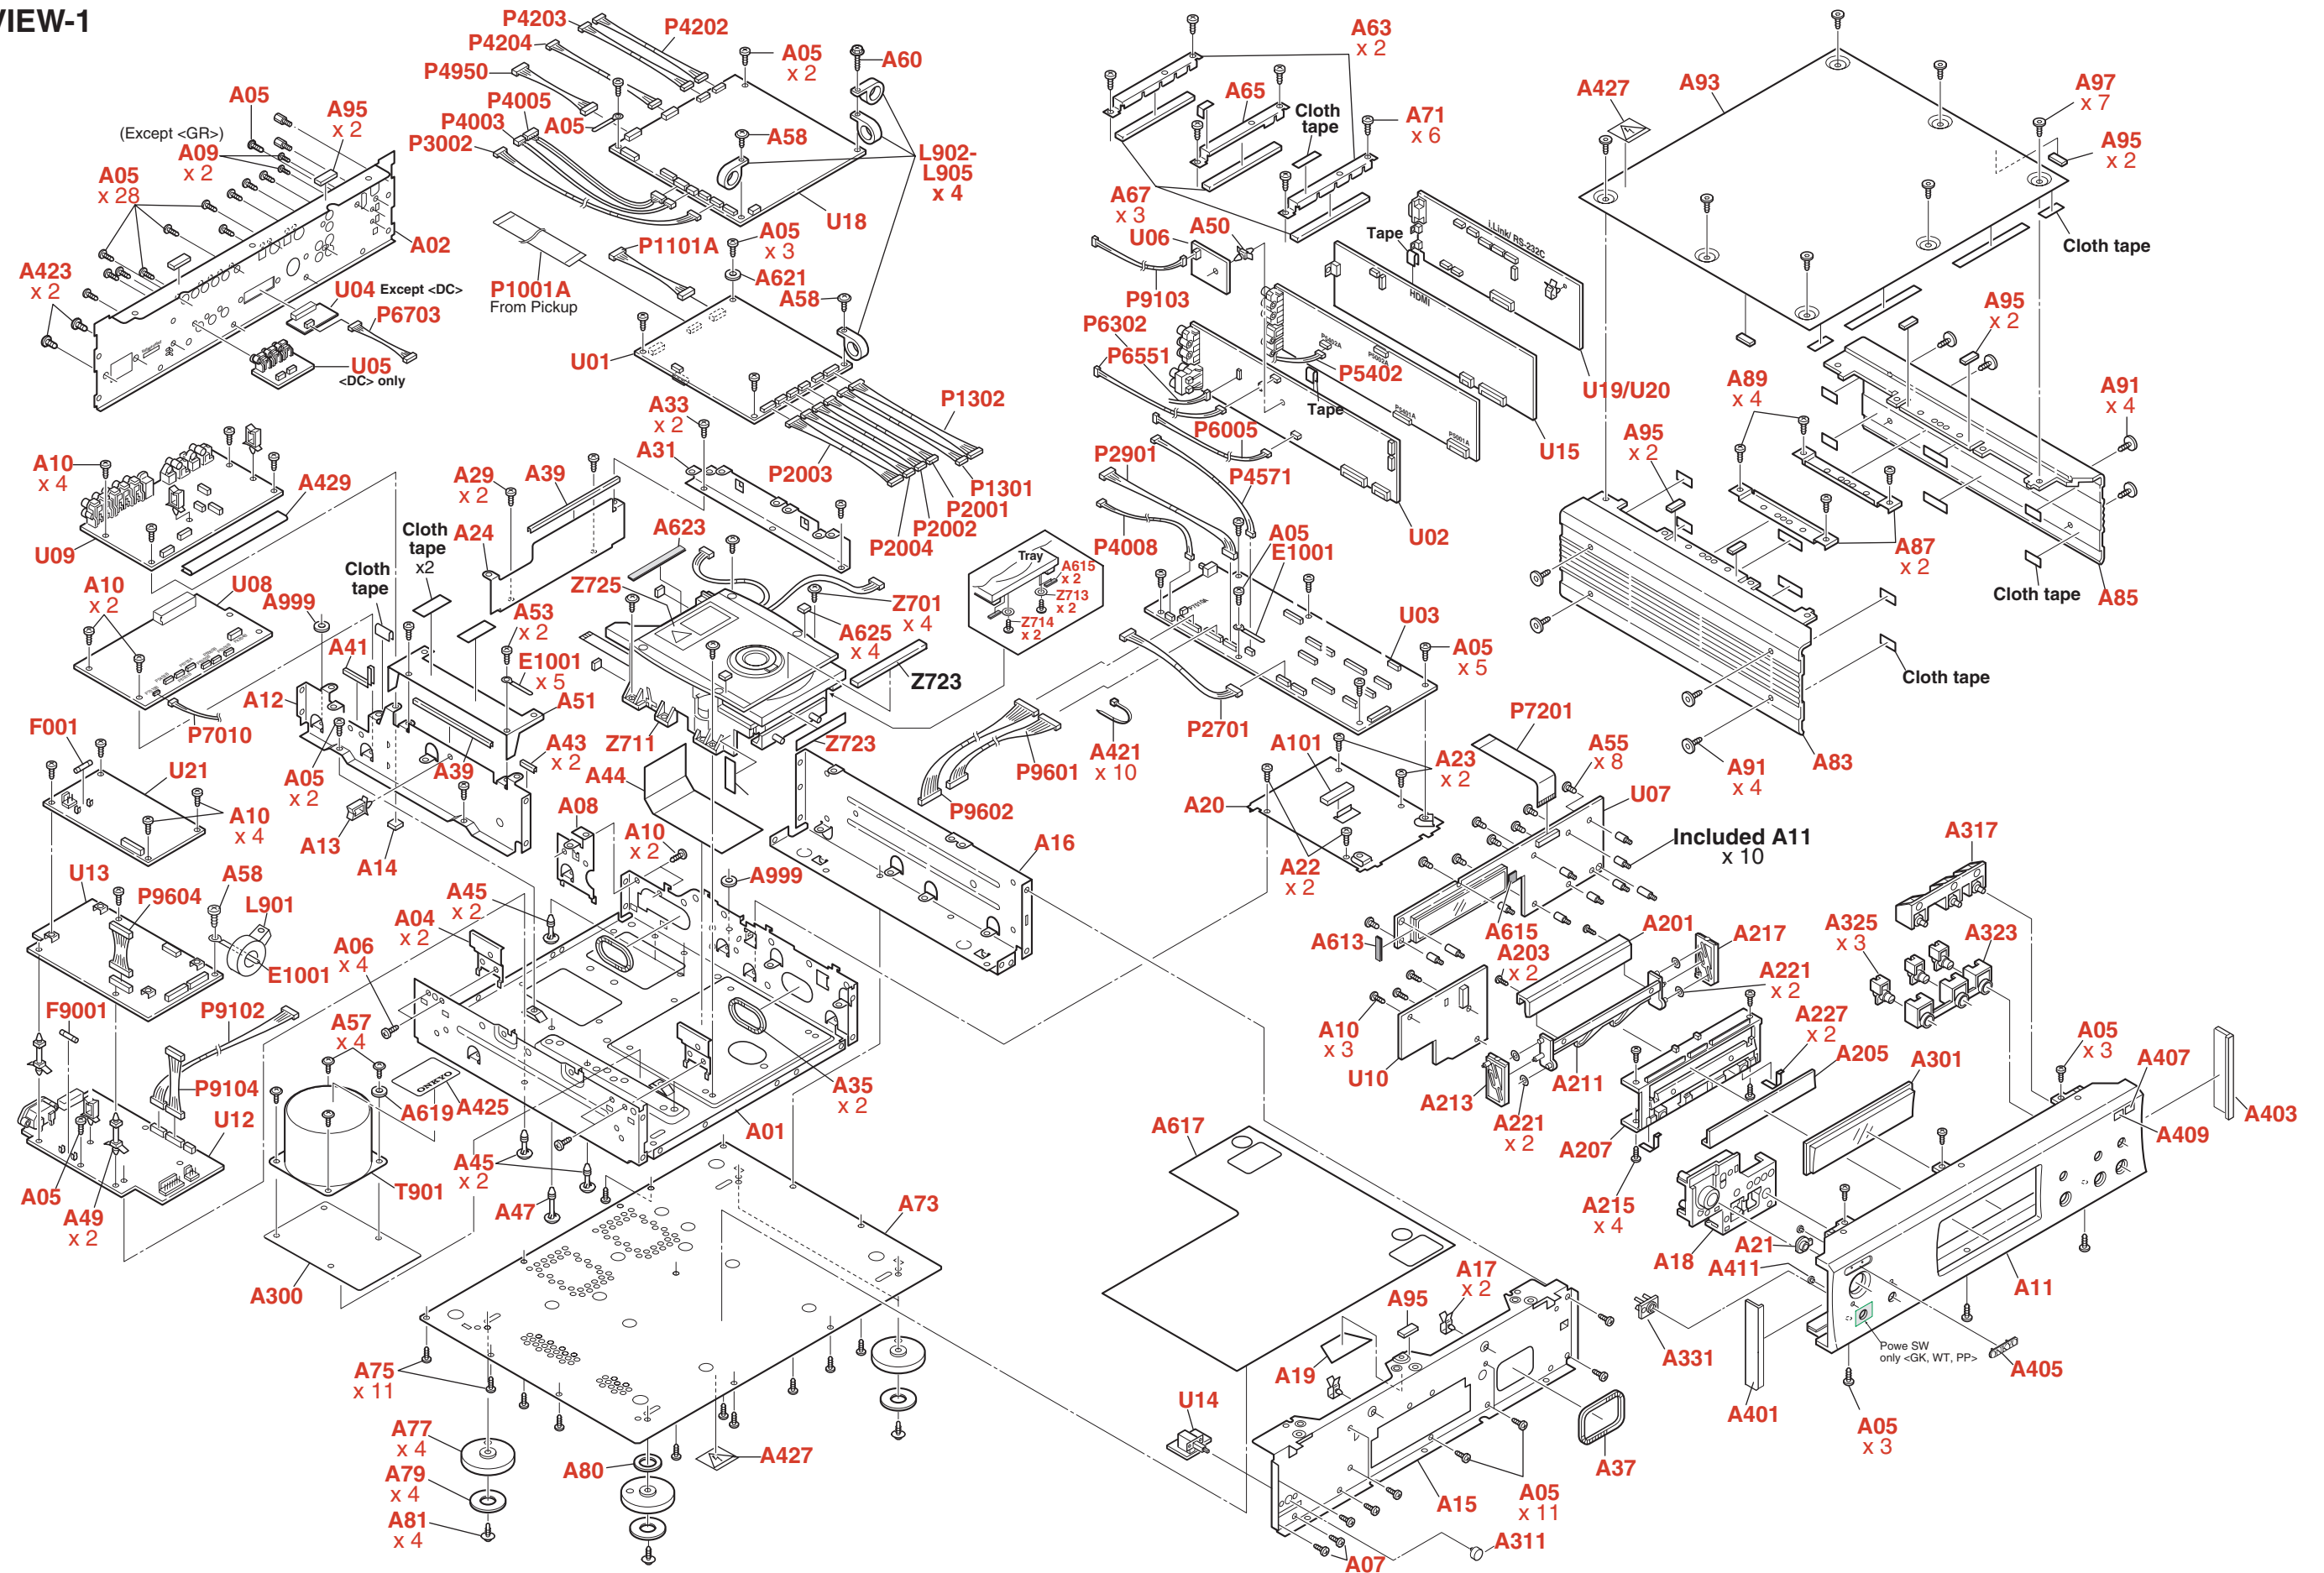 VIEW-1
P4203
P4202
P4204
A05
x 2
A60
P4950
A05
A95
x 2
P4005
P4003
A05
P3002
A58
(Except <GR>)
A09
x 2
A05
x 28
L902-
L905
x 4
U18
A02
A423
x 2
U04 Except <DC>
P6703
U05
<DC> only
P1001A
From Pickup
P1101A
A05
x 3
A621
A58
U01
P1302
P1301
P2001
P2002
P2003
P2004
A63
x 2
A65
Cloth
tape
A71
x 6
A67
x 3
U06
A50
P9103
Tape
i.Link/ RS-232C
HDMI
P6302
P6551
P5402A
P5002A
P5402
Tape
P5401A
P5001A
U19/U20
U15
P6005
P2901
P4571
U02
P4008
A427
A93
A97
x 7
A95
x 2
Cloth tape
A95
x 2
A89
x 4
A91
x 4
A95
x 2
A87
x 2
Cloth tape
A85
Cloth tape
A83
A91
x 4
A10
x 4
A429
U09
A33
x 2
A31
A29
x 2
A39
A24
A623
Cloth
tape
x2
Cloth
tape
A10
x 2
U08
A999
A41
A12
P7010
A53
x 2
E1001
x 5
A51
A43
x 2
A39
A05
x 2
A13
A14
Z725
Z701
x 4
A625
x 4
Z723
Z711
Z723
Tray
A615
x 2
Z713
x 2
Z714
x 2
A05
E1001
U03
A05
x 5
P2701
P9601
P9602
A421
x 10
F001
U21
A10
x 4
U13
P9604
A58
L901
E1001
F9001
P9102
P9104
U12
A05
A49
x 2
A44
A08
A10
x 2
A999
A16
A45
x 2
A04
x 2
A06
x 4
A57
x 4
ONKYO
A619
A425
T901
A300
A35
x 2
A01
A45
x 2
A47
A73
A75
x 11
A77
x 4
A79
x 4
A81
x 4
A80
A427
A101
A23
x 2
A20
A22
x 2
P7201
A55
x 8
U07
Included A11
x 10
A613
A615
A203
x 2
A201
A217
A221
x 2
A10
x 3
U10
A213
A211
A221
x 2
A227
x 2
A205
A207
A215
x 4
A301
A317
A325
x 3
A323
A05
x 3
A407
A409
A403
A18
A21
A411
A11
A331
A401
Powe SW
only <GK, WT, PP>
A405
A05
x 3
A617
A17
x 2
A95
A19
U14
A15
A05
x 11
A37
A07
A311